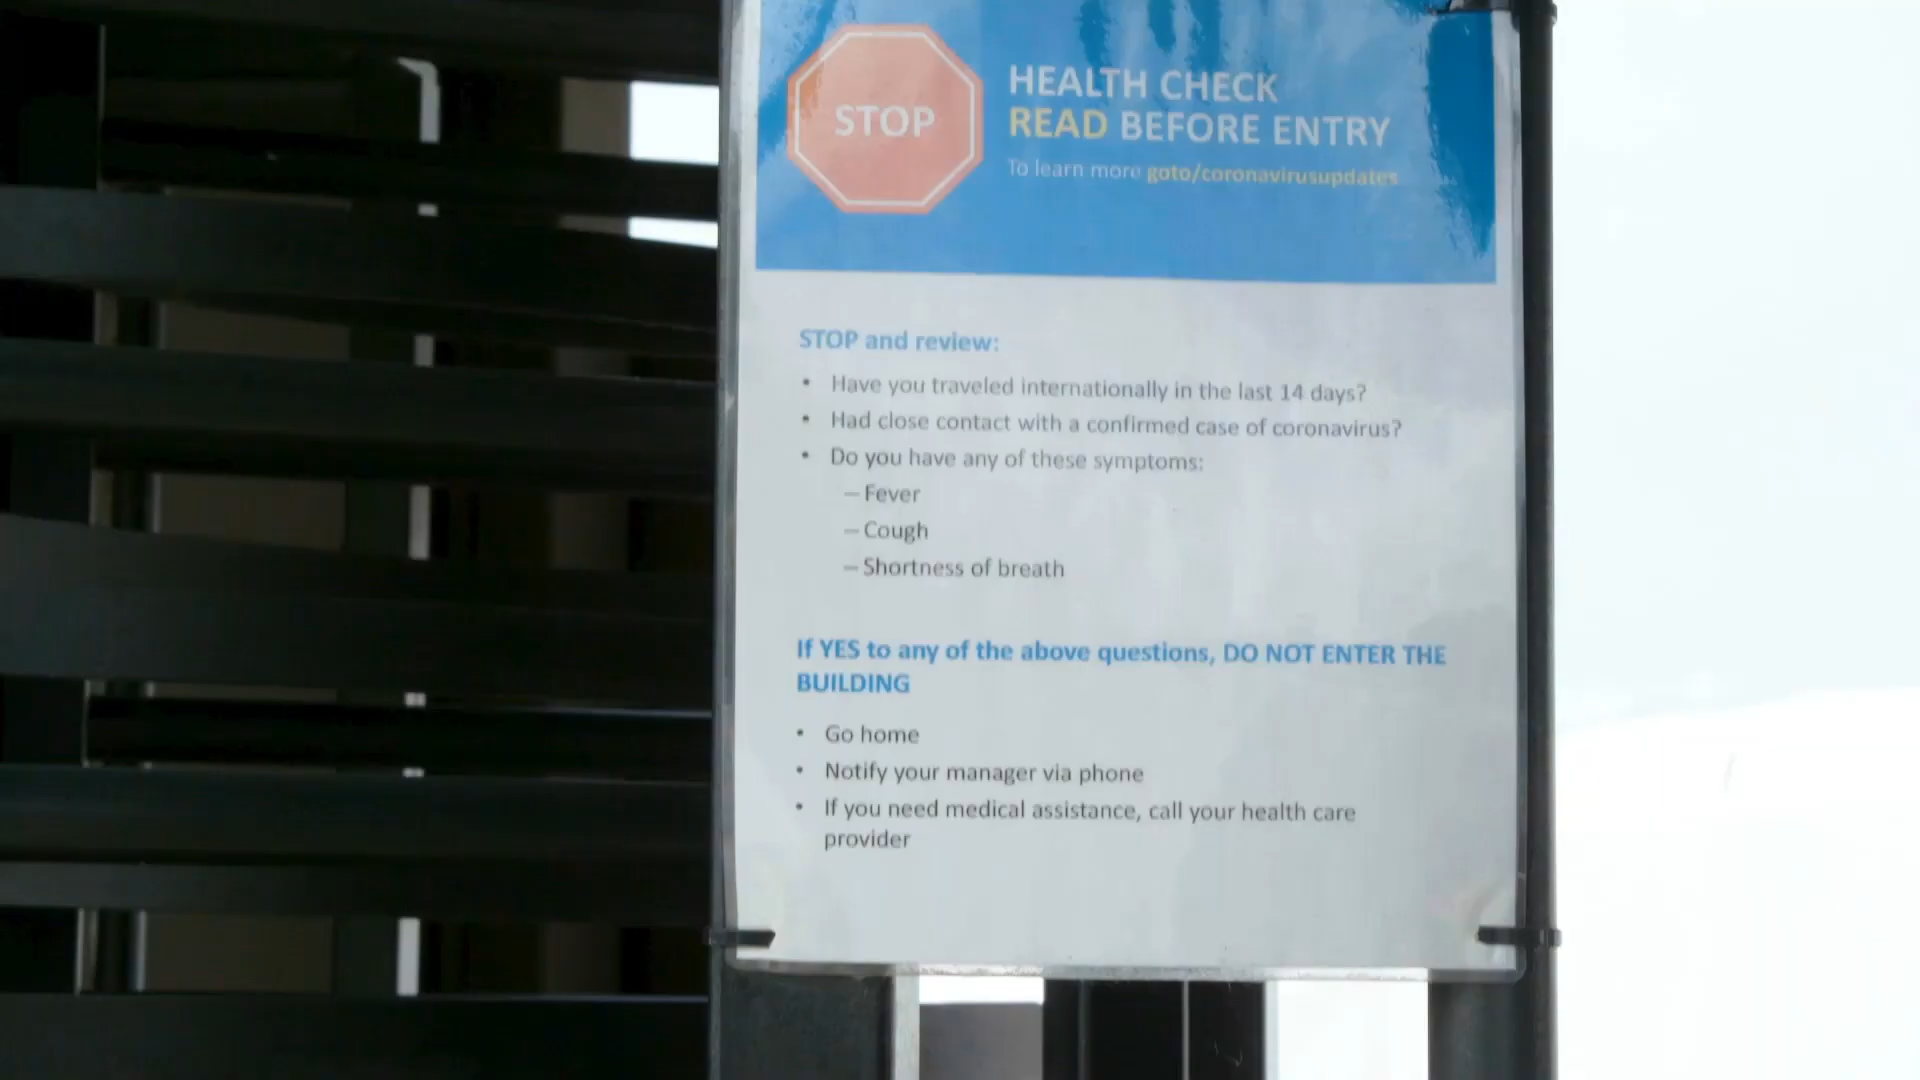 STOP
HEALTH CHECK
READ BEFORE ENTRY
To learn more goto/coronavirusupdates
STOP and review:
• Have you traveled internationally in the last 14 days?
• Had close contact with a confirmed case of coronavirus?
• Do you have any of these symptoms:
– Fever
– Cough
– Shortness of breath
If YES to any of the above questions, DO NOT ENTER THE
BUILDING
• Go home
• Notify your manager via phone
• If you need medical assistance, call your health care
provider